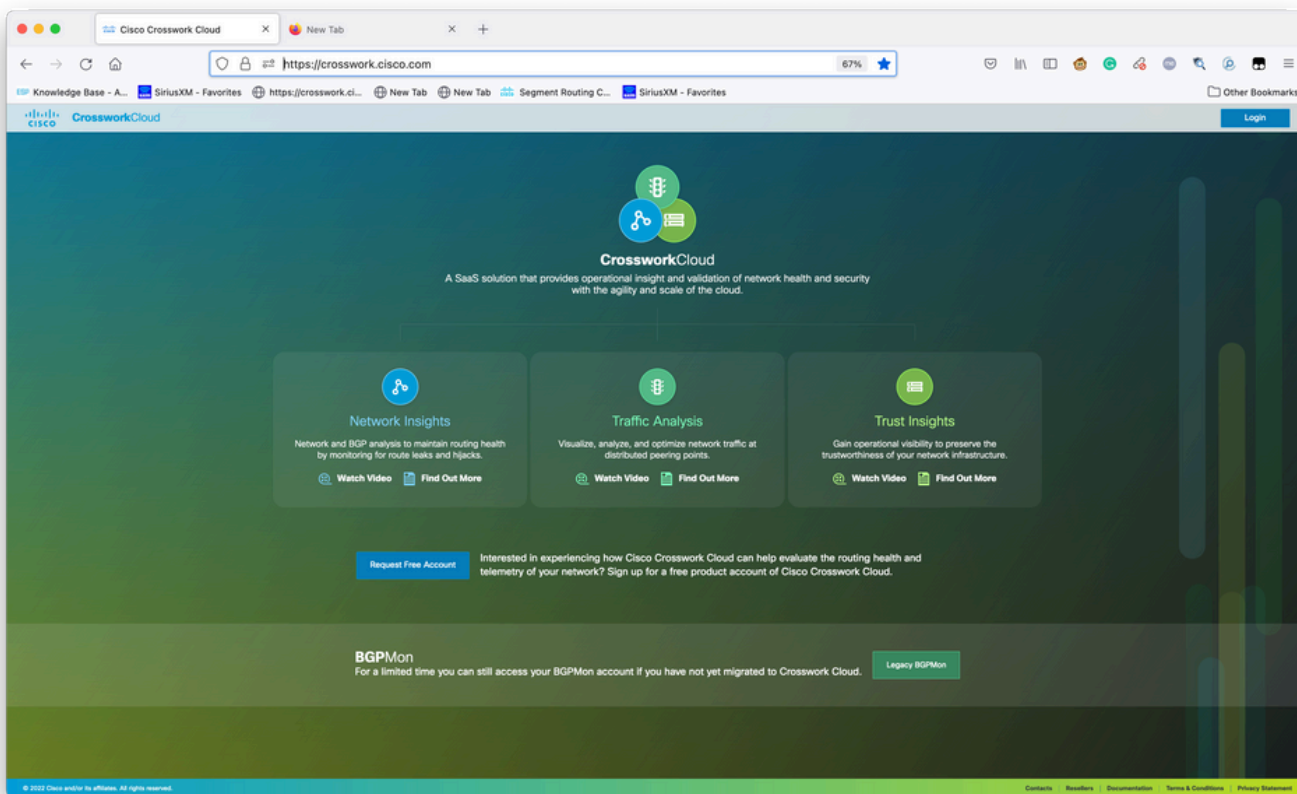 Cisco Crosswork Cloud
New Tab
https://crosswork.cisco.com
67%
Knowledge Base - A...
SiriusXM - Favorites
https://crosswork.ci...
New Tab
New Tab
Segment Routing C...
SiriusXM - Favorites
Other Bookmarks
CISCO
CrossworkCloud
Login
CrossworkCloud
A SaaS solution that provides operational insight and validation of network health and security
with the agility and scale of the cloud.
Network Insights
Network and BGP analysis to maintain routing health
by monitoring for route leaks and hijacks.
Watch Video
Find Out More
Traffic Analysis
Visualize, analyze, and optimize network traffic at
distributed peering points.
Watch Video
Find Out More
Trust Insights
Gain operational visibility to preserve the
trustworthiness of your network infrastructure.
Watch Video
Find Out More
Request Free Account
Interested in experiencing how Cisco Crosswork Cloud can help evaluate the routing health and
telemetry of your network? Sign up for a free product account of Cisco Crosswork Cloud.
BGPMon
For a limited time you can still access your BGPMon account if you have not yet migrated to Crosswork Cloud.
Legacy BGPMon
© 2022 Cisco and/or its affiliates. All rights reserved.
Contacts
Resellers
Documentation
Terms & Conditions
Privacy Statement